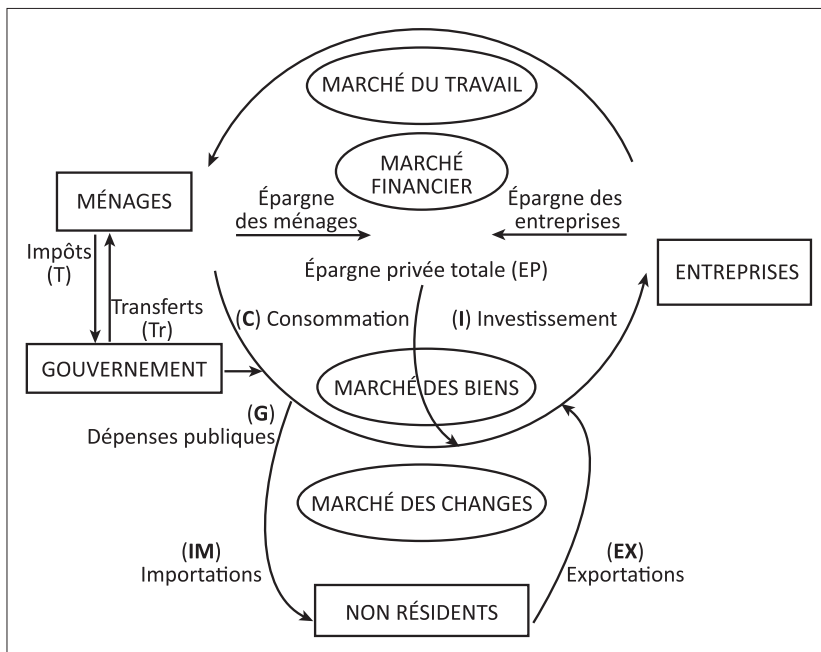 MARCHÉ DU TRAVAIL
MARCHÉ
FINANCIER
MÉNAGES
Épargne
des ménages
Épargne des
entreprises
Impôts
(T)
Transferts
(Tr)
Épargne privée totale (EP)
ENTREPRISES
(C) Consommation
(I) Investissement
GOUVERNEMENT
MARCHÉ DES BIENS
(G)
Dépenses publiques
MARCHÉ DES CHANGES
(IM)
Importations
(EX)
Exportations
NON RÉSIDENTS